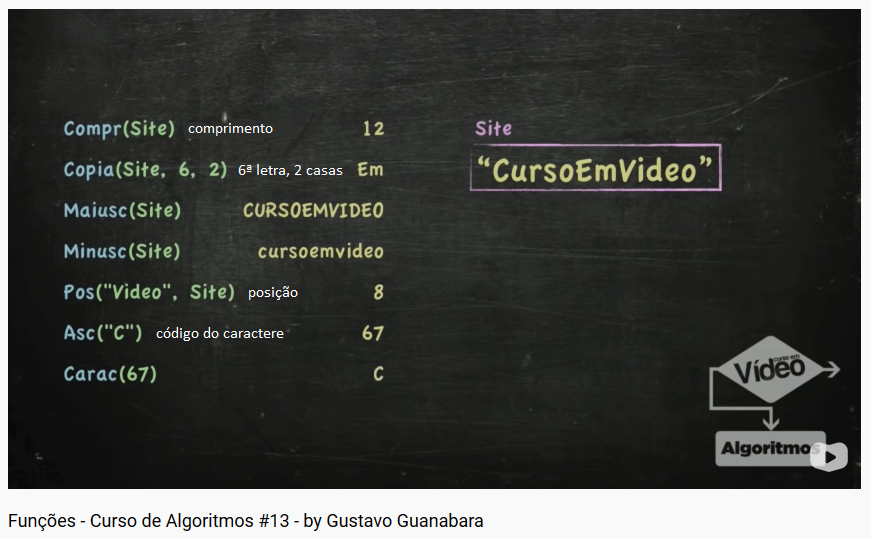 Compr(Site) comprimento 12
Copia(Site, 6, 2) 6ª letra, 2 casas Em
Maiusc(Site) CURSOEMVIDEO
Minusc(Site) cursoemvideo
Pos("Video", Site) posição 8
Asc("C") código do caractere 67
Carac(67) C
Site
“CursoEmVideo”
curso em
Vídeo
Algoritmos
Funções - Curso de Algoritmos #13 - by Gustavo Guanabara